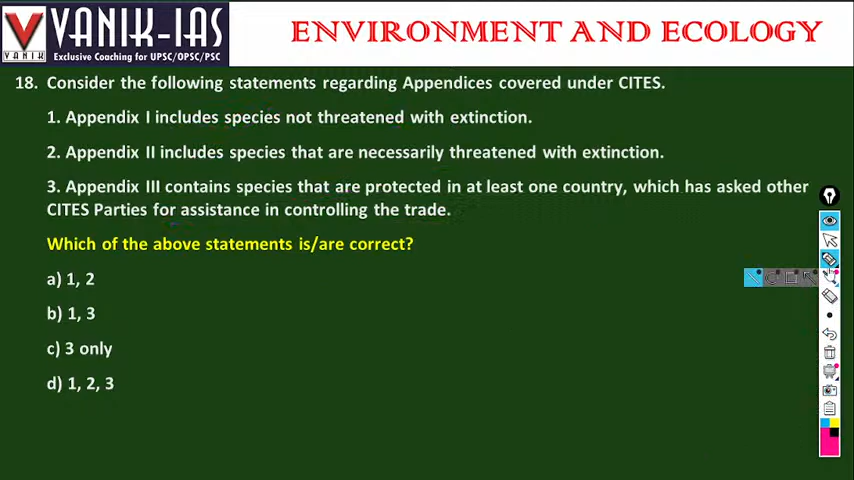 VANIK-IAS
VANIK
Exclusive Coaching for UPSC/OPSC/PSC
ENVIRONMENT AND ECOLOGY
18. Consider the following statements regarding Appendices covered under CITES.
1. Appendix I includes species not threatened with extinction.
2. Appendix II includes species that are necessarily threatened with extinction.
3. Appendix III contains species that are protected in at least one country, which has asked other
CITES Parties for assistance in controlling the trade.
Which of the above statements is/are correct?
a) 1, 2
b) 1, 3
c) 3 only
d) 1, 2, 3